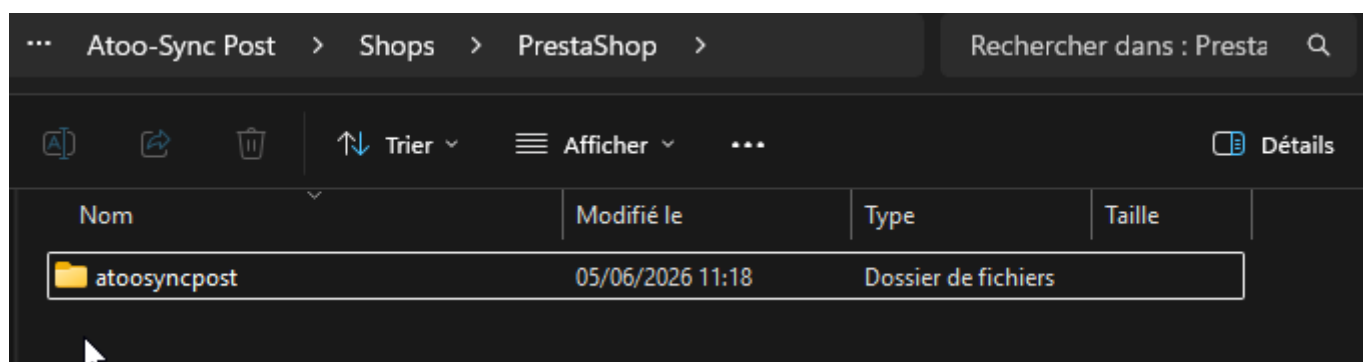 ... Atoo-Sync Post > Shops > PrestaShop > Rechercher dans : Presta
Trier Afficher ... Détails
Nom Modifié le Type Taille
atoosyncpost 05/06/2026 11:18 Dossier de fichiers